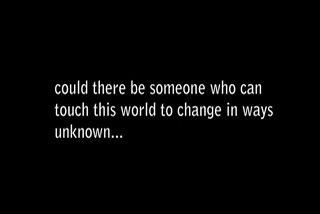 could there be someone who can
touch this world to change in ways
unknown...